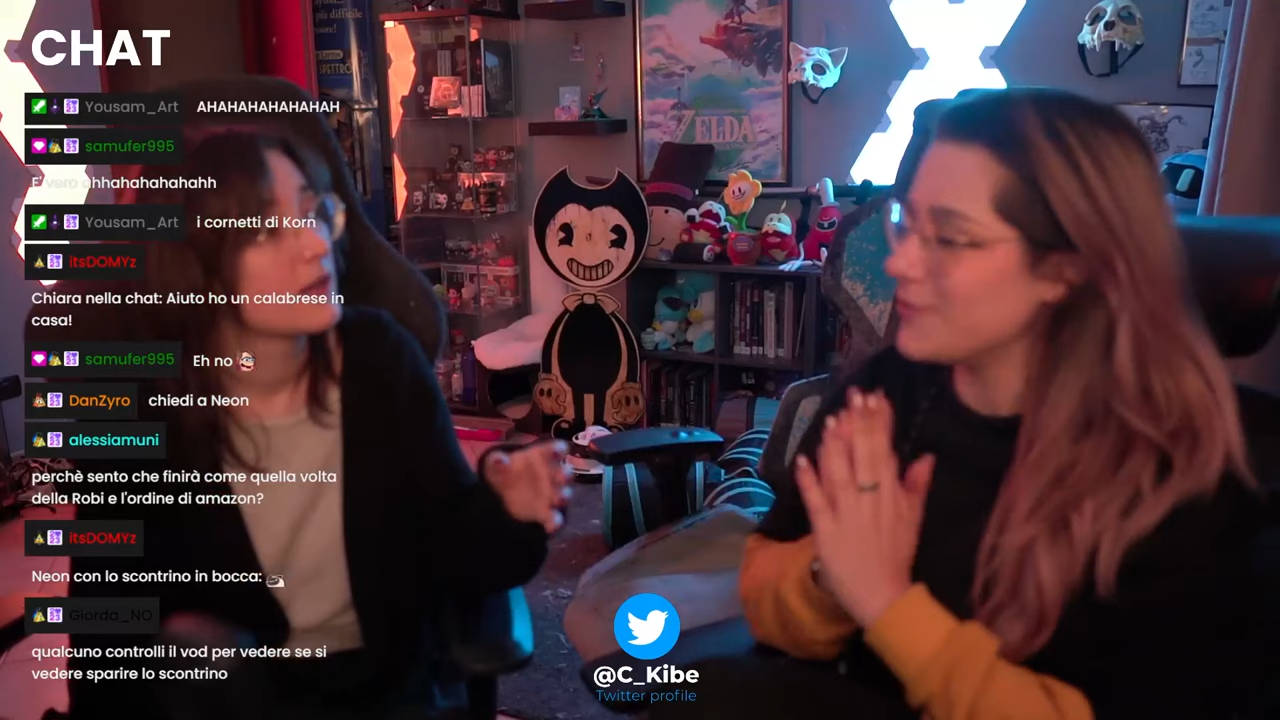 CHAT
Yousam_Art AHAHAHAHAHAHAH
samufer995
E' vero ahhahahahahahh
Yousam_Art i cornetti di Korn
itsDOMYz
Chiara nella chat: Aiuto ho un calabrese in
casa!
samufer995 Eh no
DanZyro chiedi a Neon
alessiamuni
perchè sento che finirà come quella volta
della Robi e l'ordine di amazon?
itsDOMYz
Neon con lo scontrino in bocca:
Giorda_NO
qualcuno controlli il vod per vedere se si
vedere sparire lo scontrino
più difficile
ZELDA
@C_Kibe
Twitter profile